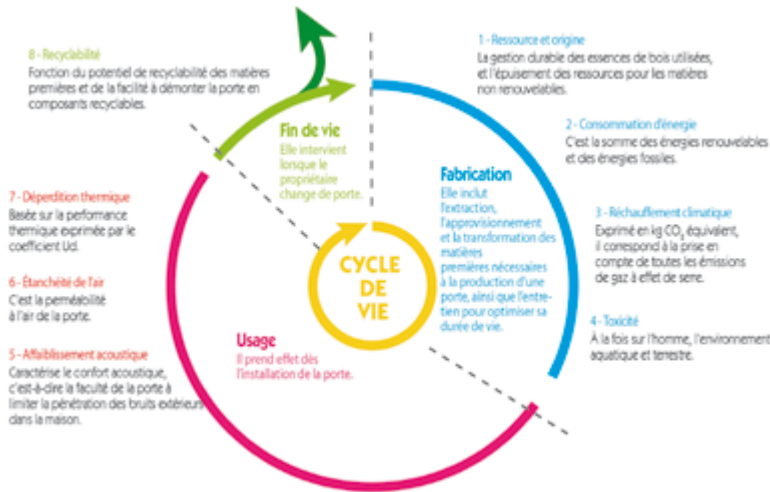 1 - Ressource et origine
La gestion durable des essences de bois utilisées,
et l'épuisement des ressources pour les matières
non renouvelables.
2 - Consommation d'énergie
C'est la somme des énergies renouvelables
et des énergies fossiles.
3 - Réchauffement climatique
Exprimé en kg CO₂ équivalent,
il correspond à la prise en
compte de toutes les émissions
de gaz à effet de serre.
4 - Toxicité
À la fois sur l'homme, l'environnement
aquatique et terrestre.
Fabrication
Elle inclut
l'extraction,
l'approvisionnement
et la transformation des
matières
premières nécessaires
à la production d'une
porte, ainsi que l'entre-
tien pour optimiser sa
durée de vie.
CYCLE
DE
VIE
Usage
Il prend effet dès
l'installation de la porte.
5 - Affaiblissement acoustique
Caractérise le confort acoustique,
c'est-à-dire la faculté de la porte à
limiter la pénétration des bruits extérieurs
dans la maison.
6 - Étanchéité de l'air
C'est la perméabilité
à l'air de la porte.
7 - Déperdition thermique
Basée sur la performance
thermique exprimée par le
coefficient Ud.
Fin de vie
Elle intervient
lorsque le
propriétaire
change de porte.
8 - Recyclabilité
Fonction du potentiel de recyclabilité des matières
premières et de la facilité à démonter la porte en
composants recyclables.